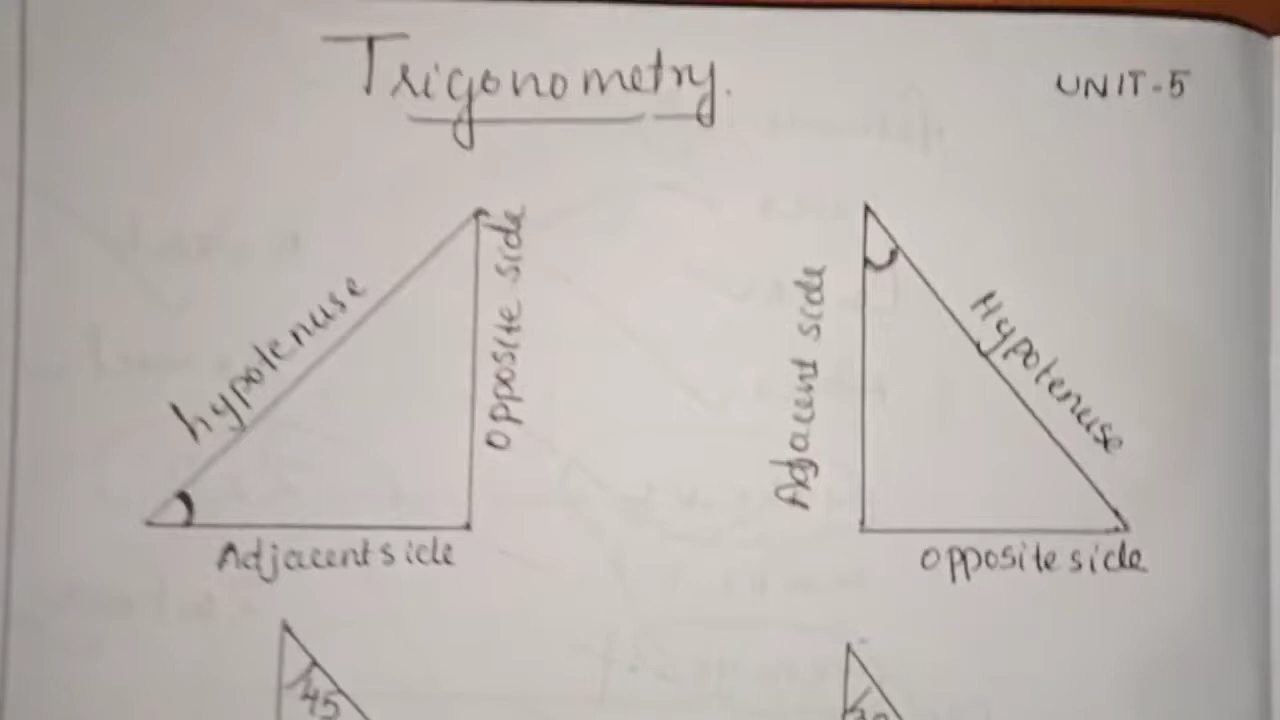 Trigonometry.
UNIT-5
hypotenuse
opposite side
Adjacent side
Adjacent side
Hypotenuse
opposite side
45